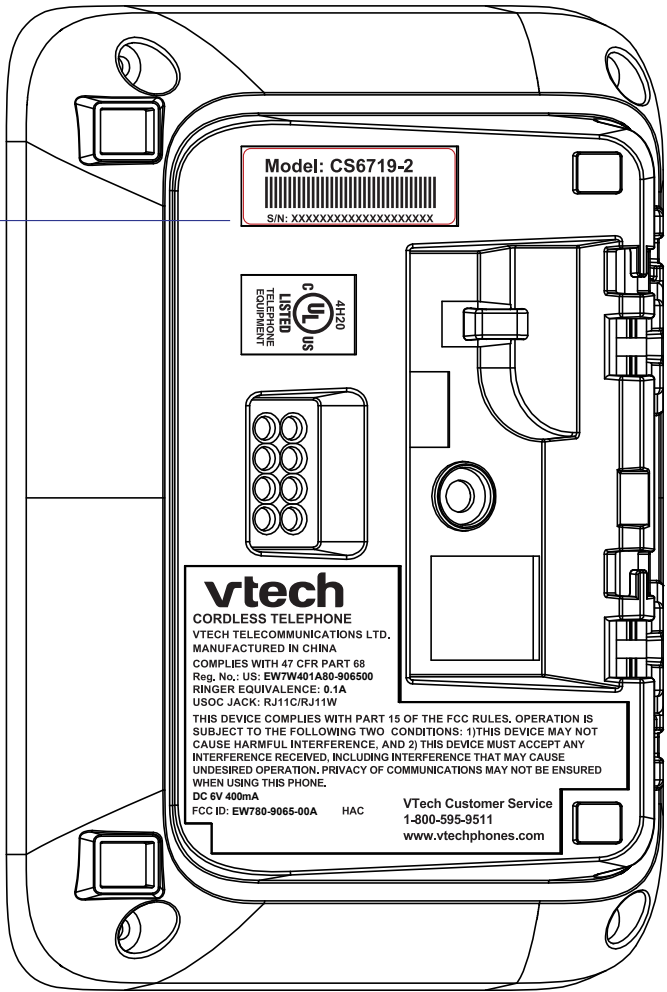 Model: CS6719-2
S/N: XXXXXXXXXXXXXXXXXXXX
4H20
C UL US
LISTED
TELEPHONE
EQUIPMENT
vtech
CORDLESS TELEPHONE
VTECH TELECOMMUNICATIONS LTD.
MANUFACTURED IN CHINA
COMPLIES WITH 47 CFR PART 68
Reg. No.: US: EW7W401A80-906500
RINGER EQUIVALENCE: 0.1A
USOC JACK: RJ11C/RJ11W
THIS DEVICE COMPLIES WITH PART 15 OF THE FCC RULES. OPERATION IS
SUBJECT TO THE FOLLOWING TWO CONDITIONS: 1)THIS DEVICE MAY NOT
CAUSE HARMFUL INTERFERENCE, AND 2) THIS DEVICE MUST ACCEPT ANY
INTERFERENCE RECEIVED, INCLUDING INTERFERENCE THAT MAY CAUSE
UNDESIRED OPERATION. PRIVACY OF COMMUNICATIONS MAY NOT BE ENSURED
WHEN USING THIS PHONE.
DC 6V 400mA
FCC ID: EW780-9065-00A HAC
VTech Customer Service
1-800-595-9511
www.vtechphones.com